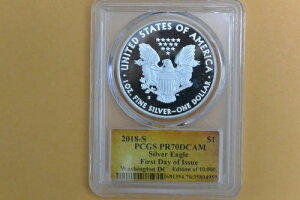 UNITED STATES OF AMERICA
1 OZ. FINE SILVER~ONE DOLLAR
2018-S $1
PCGS PR70DCAM
Silver Eagle
First Day of Issue
Washington DC Edition of 10,000